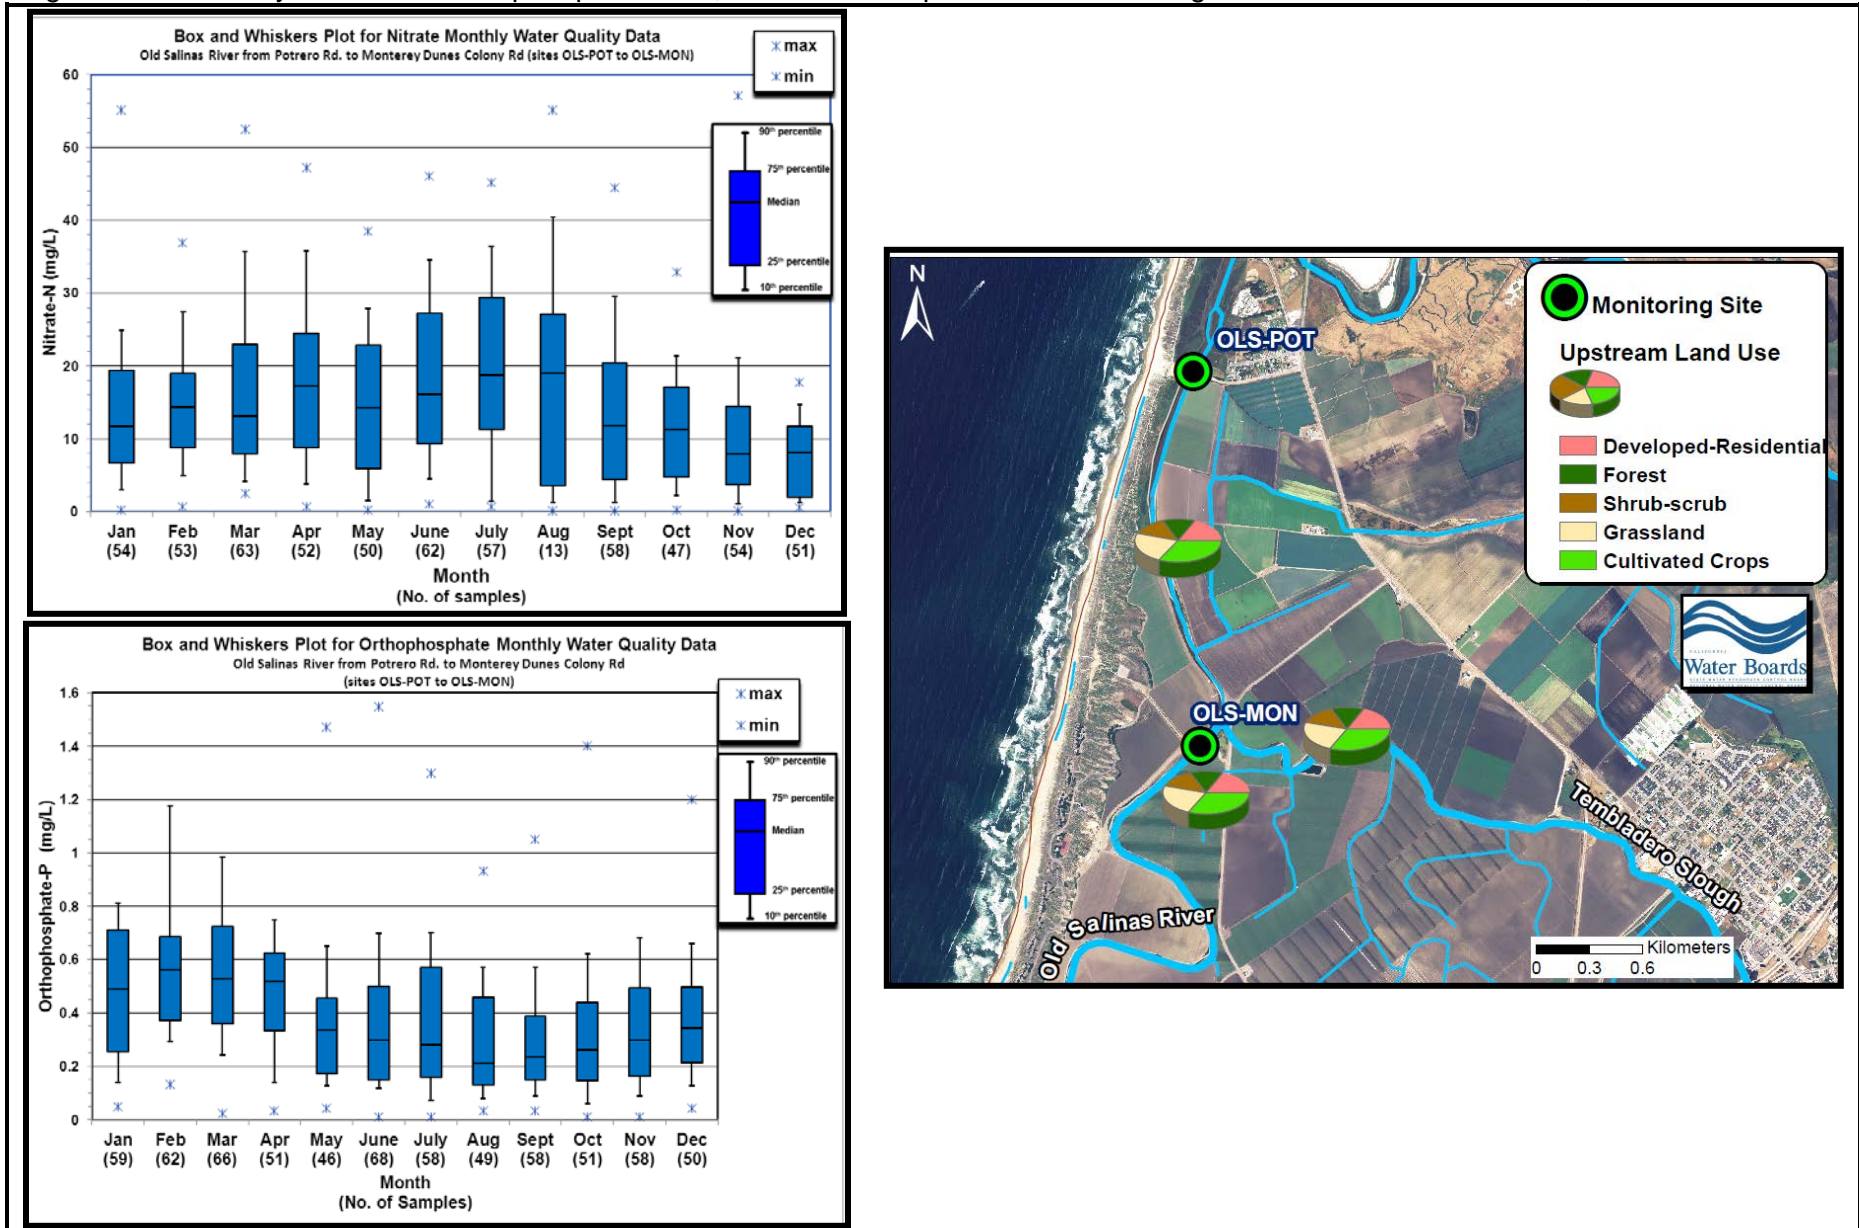 Box and Whiskers Plot for Nitrate Monthly Water Quality Data
Old Salinas River from Potrero Rd. to Monterey Dunes Colony Rd (sites OLS-POT to OLS-MON)
max
min
90th percentile
75th percentile
Median
25th percentile
10th percentile
Nitrate-N (mg/L)
60
50
40
30
20
10
0
Jan Feb Mar Apr May June July Aug Sept Oct Nov Dec
(54) (53) (63) (52) (50) (62) (57) (13) (58) (47) (54) (51)
Month
(No. of samples)
Box and Whiskers Plot for Orthophosphate Monthly Water Quality Data
Old Salinas River from Potrero Rd. to Monterey Dunes Colony Rd
(sites OLS-POT to OLS-MON)
max
min
90th percentile
75th percentile
Median
25th percentile
10th percentile
Orthophosphate-P (mg/L)
1.6
1.4
1.2
1
0.8
0.6
0.4
0.2
0
Jan Feb Mar Apr May June July Aug Sept Oct Nov Dec
(59) (62) (66) (51) (46) (68) (58) (49) (58) (51) (58) (50)
Month
(No. of Samples)
N
OLS-POT
OLS-MON
Old Salinas River
Tembladero Slough
Monitoring Site
Upstream Land Use
Developed-Residential
Forest
Shrub-scrub
Grassland
Cultivated Crops
CALIFORNIA
Water Boards
Kilometers
0 0.3 0.6